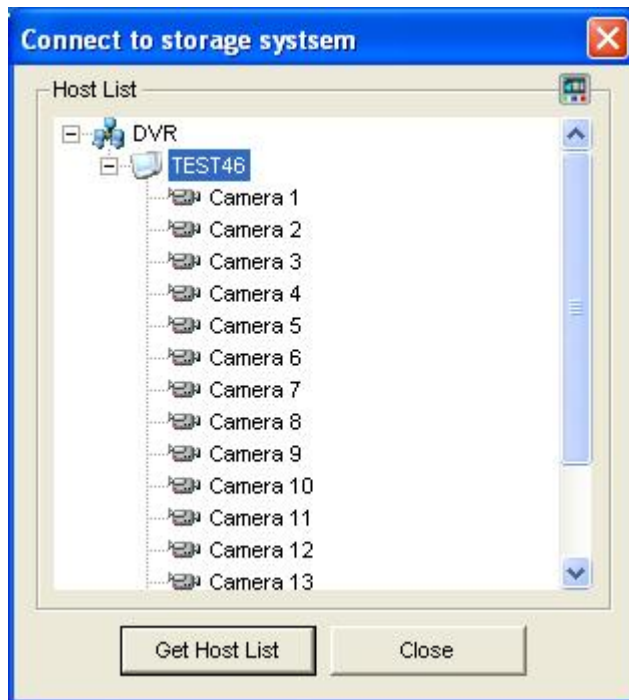 Connect to storage systsem
Host List
DVR
TEST46
Camera 1
Camera 2
Camera 3
Camera 4
Camera 5
Camera 6
Camera 7
Camera 8
Camera 9
Camera 10
Camera 11
Camera 12
Camera 13
Get Host List Close